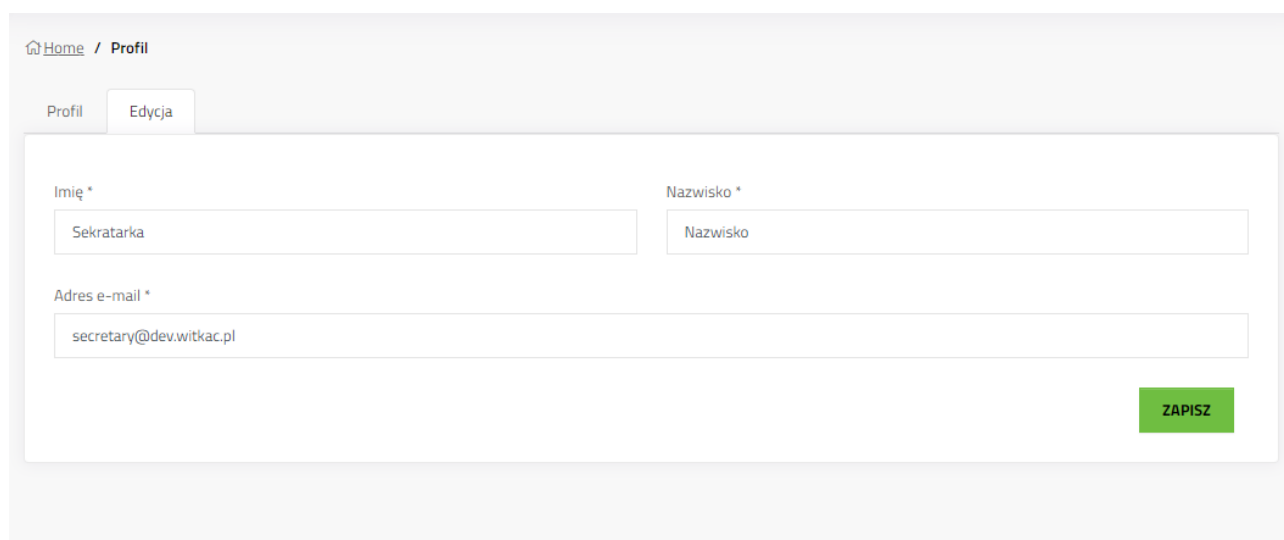 Home / Profil
Profil Edycja
Imię * Nazwisko *
Sekratarka Nazwisko
Adres e-mail *
secretary@dev.witkac.pl
ZAPISZ